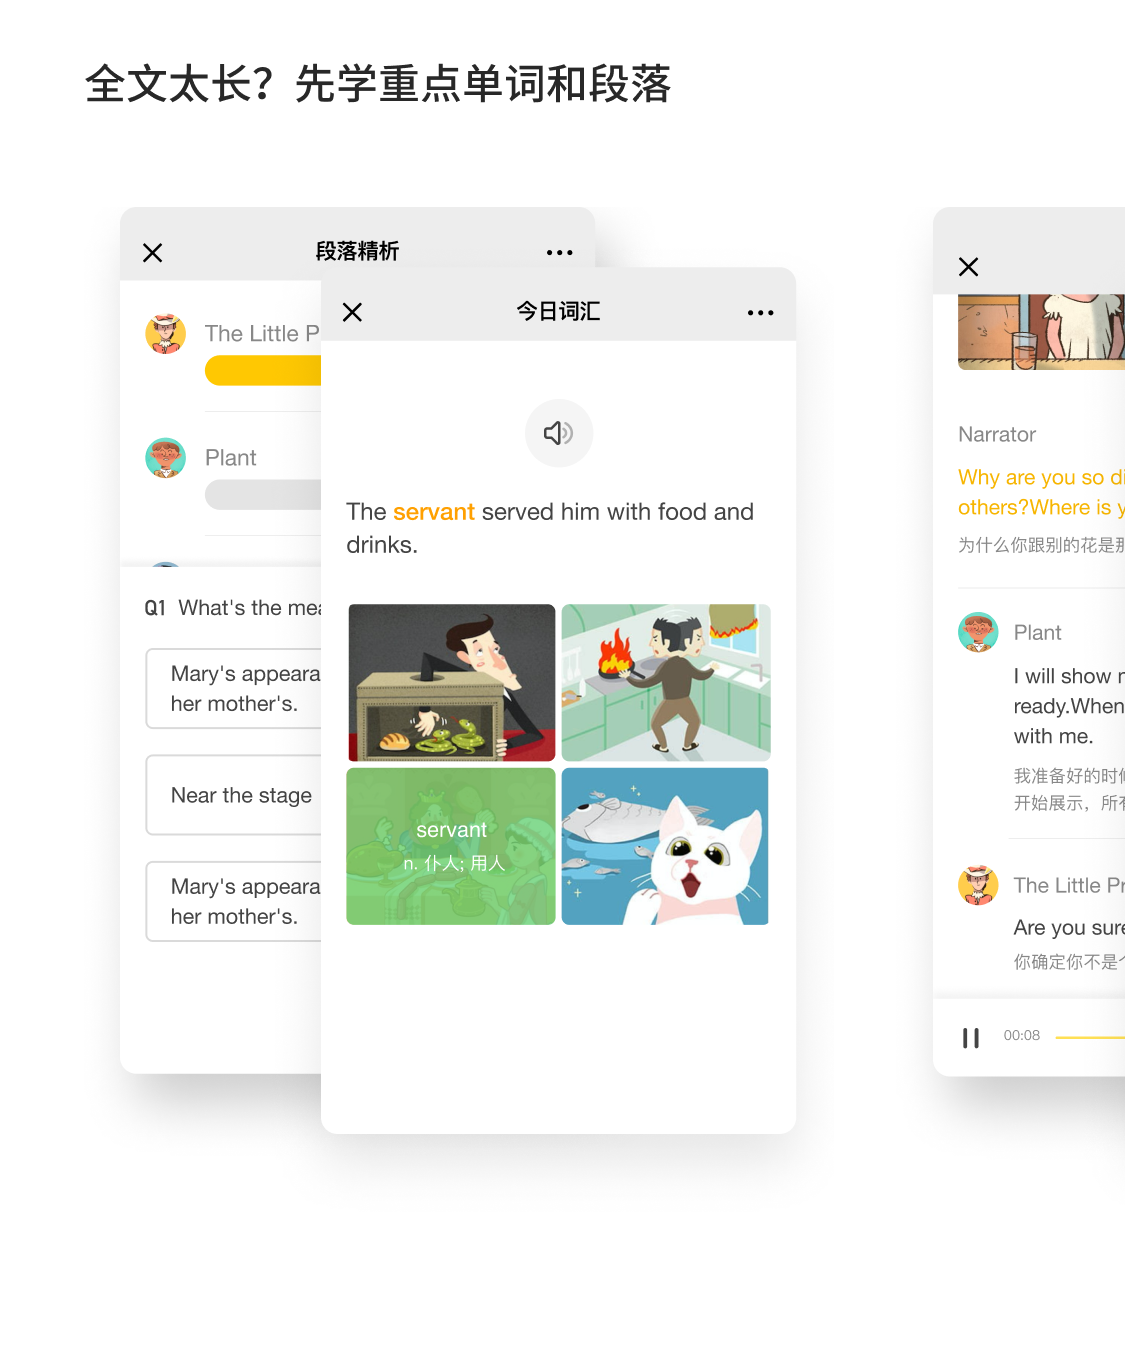 全文太长？先学重点单词和段落
段落精析
The Little P
Plant
Q1 What's the mea
Mary's appeara
her mother's.
Near the stage
Mary's appeara
her mother's.
今日词汇
The servant served him with food and
drinks.
servant
n. 仆人; 用人
Narrator
Why are you so di
others?Where is y
为什么你跟别的花是
Plant
I will show
ready.When
with me.
我准备好的时
开始展示，所
The Little Pr
Are you sure
你确定你不是
00:08